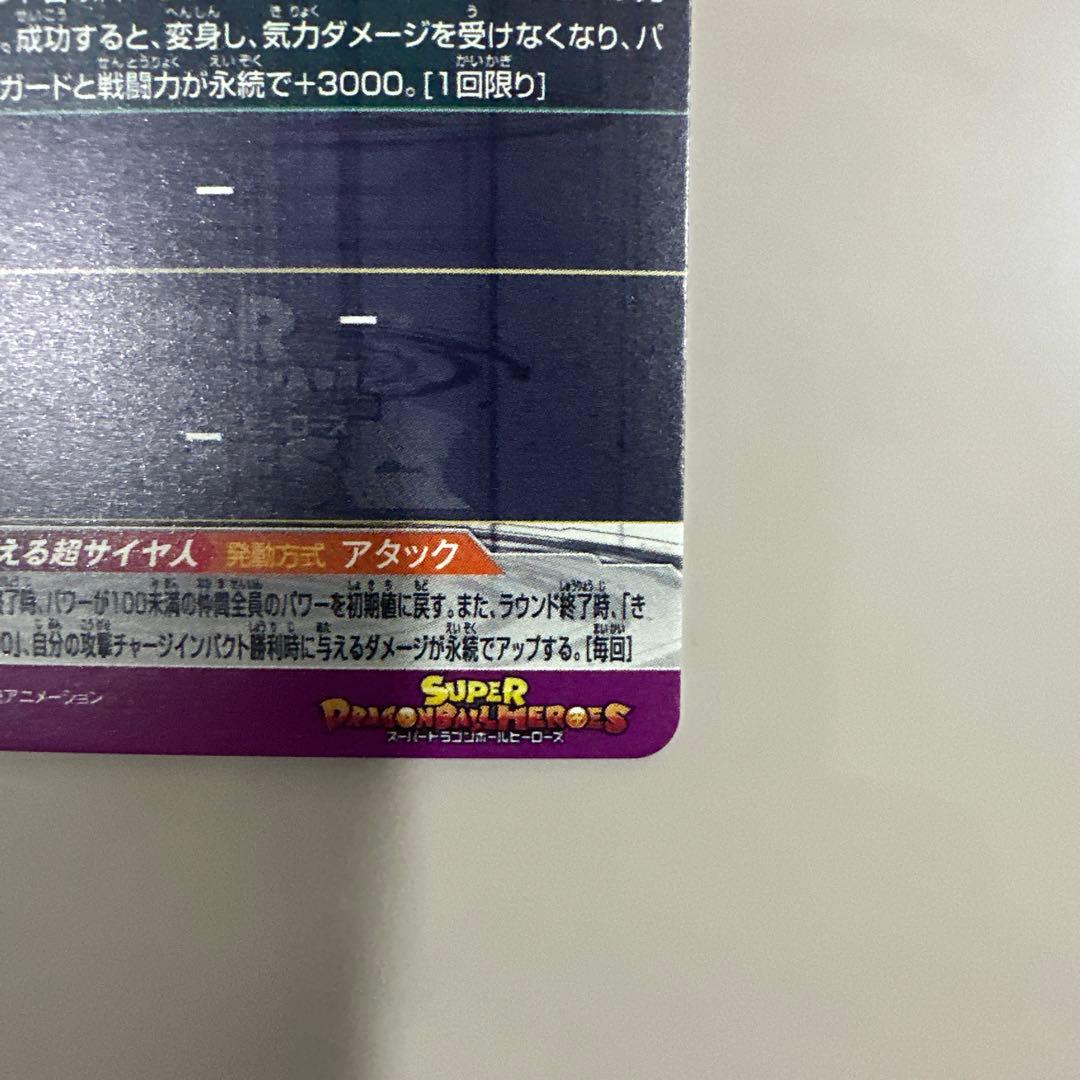 。成功すると、変身し、気力ダメージを受けなくなり、パ
ガードと戦闘力が永続で+3000。[1回限り]
ー
ー
ー
える超サイヤ人 発動方式 アタック
了時、パワーが100未満の仲間全員のパワーを初期値に戻す。また、ラウンド終了時、「き
0」、自分の攻撃チャージインパクト勝利時に与えるダメージが永続でアップする。[毎回]
アニメーション
SUPER
DRAGONBALL HEROES
スーパードラゴンボールヒーローズ